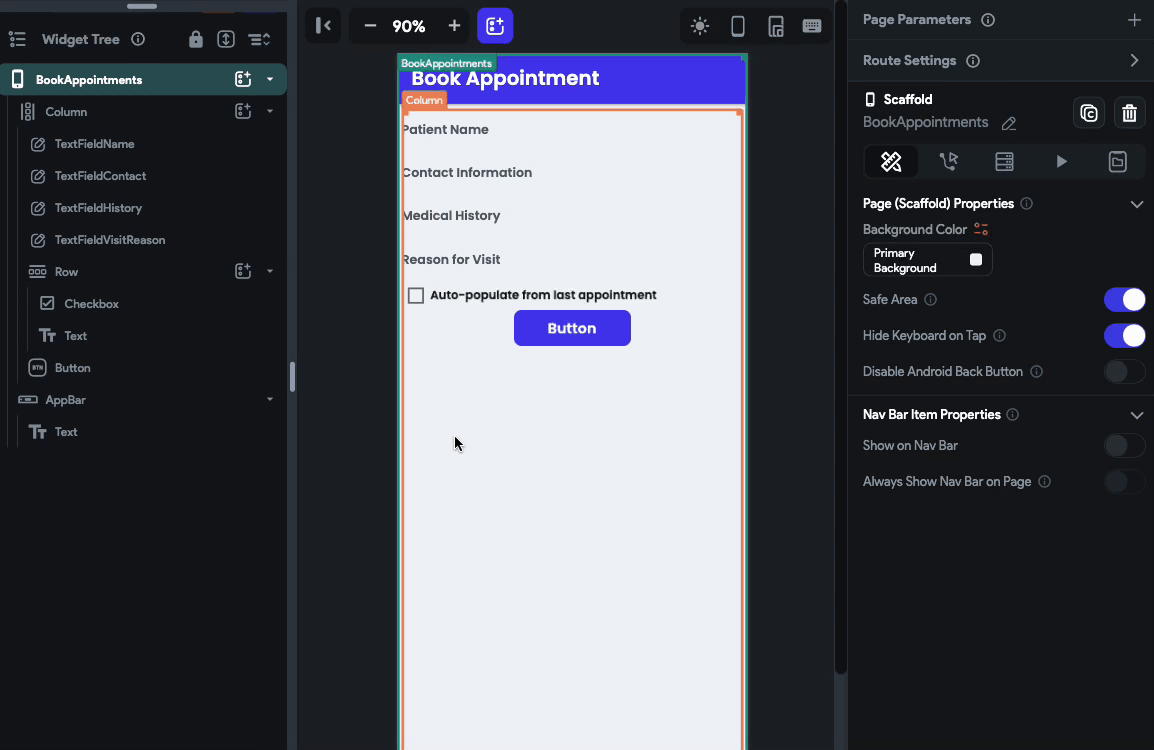 Widget Tree
BookAppointments
Column
TextFieldName
TextFieldContact
TextFieldHistory
TextFieldVisitReason
Row
Checkbox
Text
BTN
Button
AppBar
Text
90%
BookAppointments
Book Appointment
Column
Patient Name
Contact Information
Medical History
Reason for Visit
Auto-populate from last appointment
Button
Page Parameters
Route Settings
Scaffold
BookAppointments
Page (Scaffold) Properties
Background Color
Primary
Background
Safe Area
Hide Keyboard on Tap
Disable Android Back Button
Nav Bar Item Properties
Show on Nav Bar
Always Show Nav Bar on Page